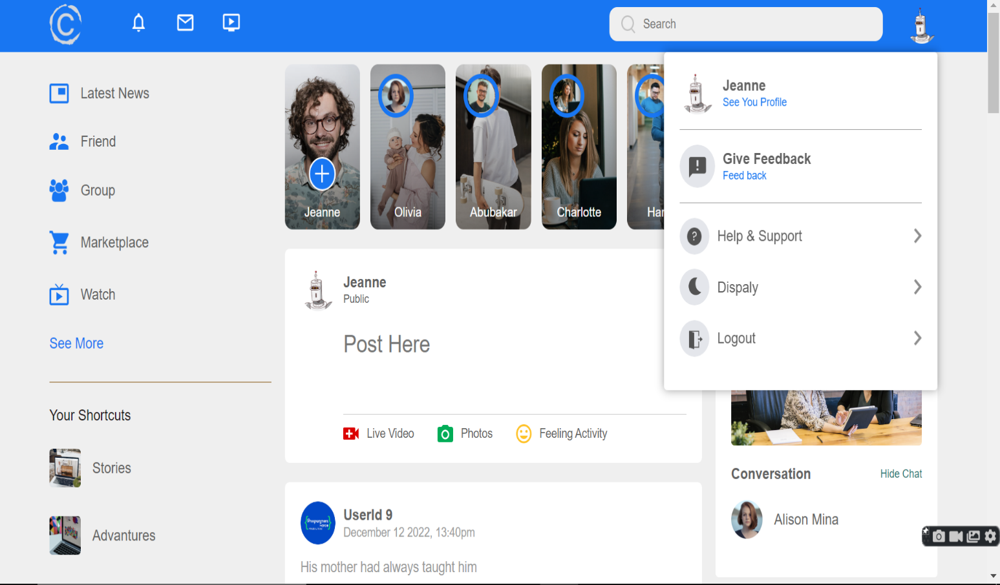 C
Search
Latest News
Friend
Group
Marketplace
Watch
See More
Your Shortcuts
Stories
Advantures
Jeanne
Olivia
Abubakar
Charlotte
Har
Jeanne
Public
Post Here
Live Video
Photos
Feeling Activity
Programmers
Force
UserId 9
December 12 2022, 13:40pm
His mother had always taught him
Jeanne
See You Profile
Give Feedback
Feed back
Help & Support
Dispaly
Logout
Conversation
Hide Chat
Alison Mina